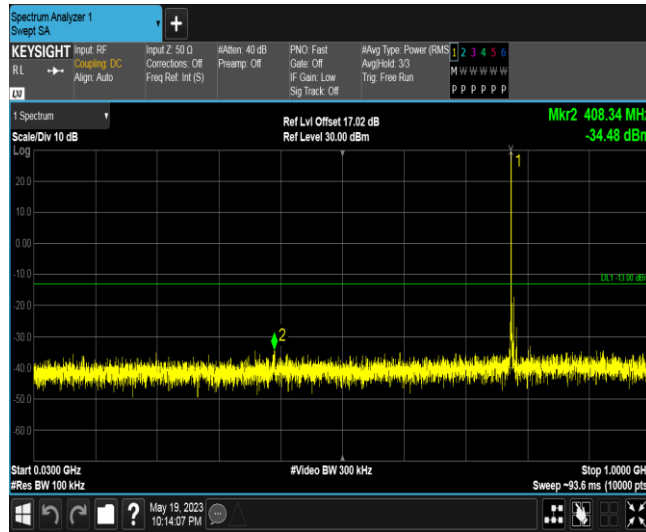 Spectrum Analyzer 1
Swept SA
KEYSIGHT
RL
LXI
Input: RF
Coupling: DC
Align: Auto
Input Z: 50 Ω
Corrections: Off
Freq Ref: Int (S)
#Atten: 40 dB
Preamp: Off
PNO: Fast
Gate: Off
IF Gain: Low
Sig Track: Off
#Avg Type: Power (RMS
Avg|Hold: 3/3
Trig: Free Run
1 2 3 4 5 6
M W W W W W
P P P P P P
1 Spectrum
Scale/Div 10 dB
Log
Ref Lvl Offset 17.02 dB
Ref Level 30.00 dBm
Mkr2 408.34 MHz
-34.48 dBm
20.0
10.0
0.00
-10.0
-20.0
-30.0
-40.0
-50.0
-60.0
1
DL1 -13.00 dBm
2
Start 0.0300 GHz
#Res BW 100 kHz
#Video BW 300 kHz
Stop 1.0000 GHz
Sweep ~93.6 ms (10000 pts
?
May 19, 2023
10:14:07 PM